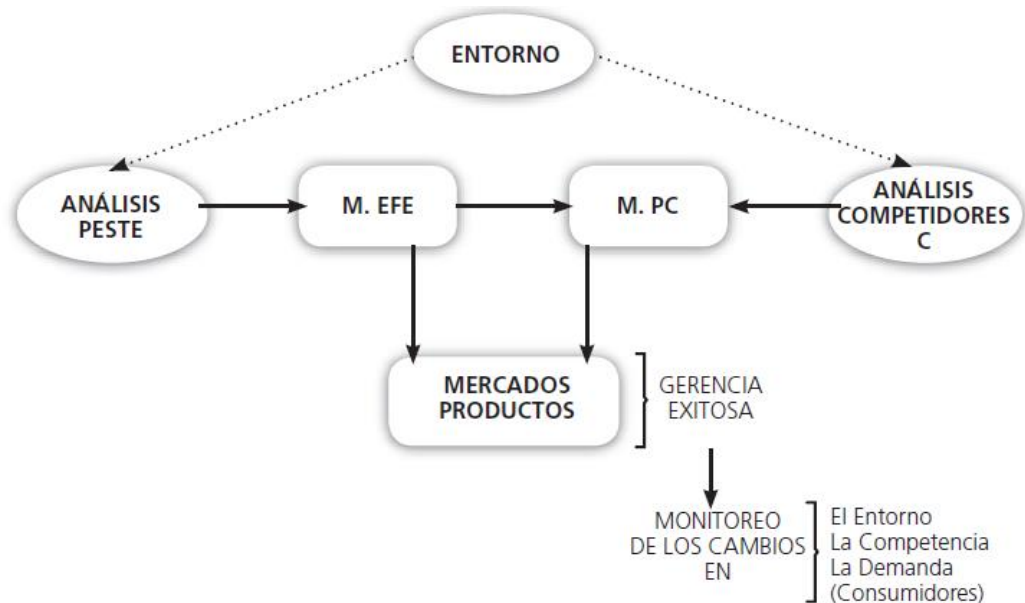 ENTORNO
ANÁLISIS
PESTE
M. EFE
M. PC
ANÁLISIS
COMPETIDORES
C
MERCADOS
PRODUCTOS
GERENCIA
EXITOSA
MONITOREO
DE LOS CAMBIOS
EN
El Entorno
La Competencia
La Demanda
(Consumidores)